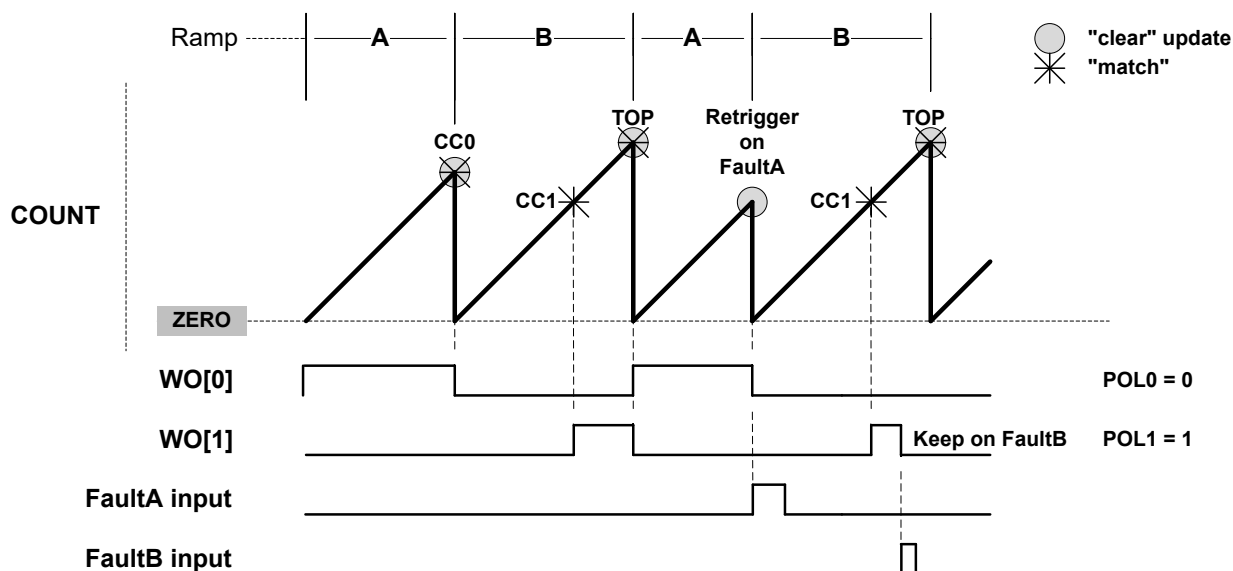 Ramp
A
B
A
B
"clear" update
"match"
CC0
TOP
Retrigger
on
FaultA
TOP
CC1
CC1
COUNT
ZERO
WO[0]
POL0 = 0
WO[1]
Keep on FaultB
POL1 = 1
FaultA input
FaultB input